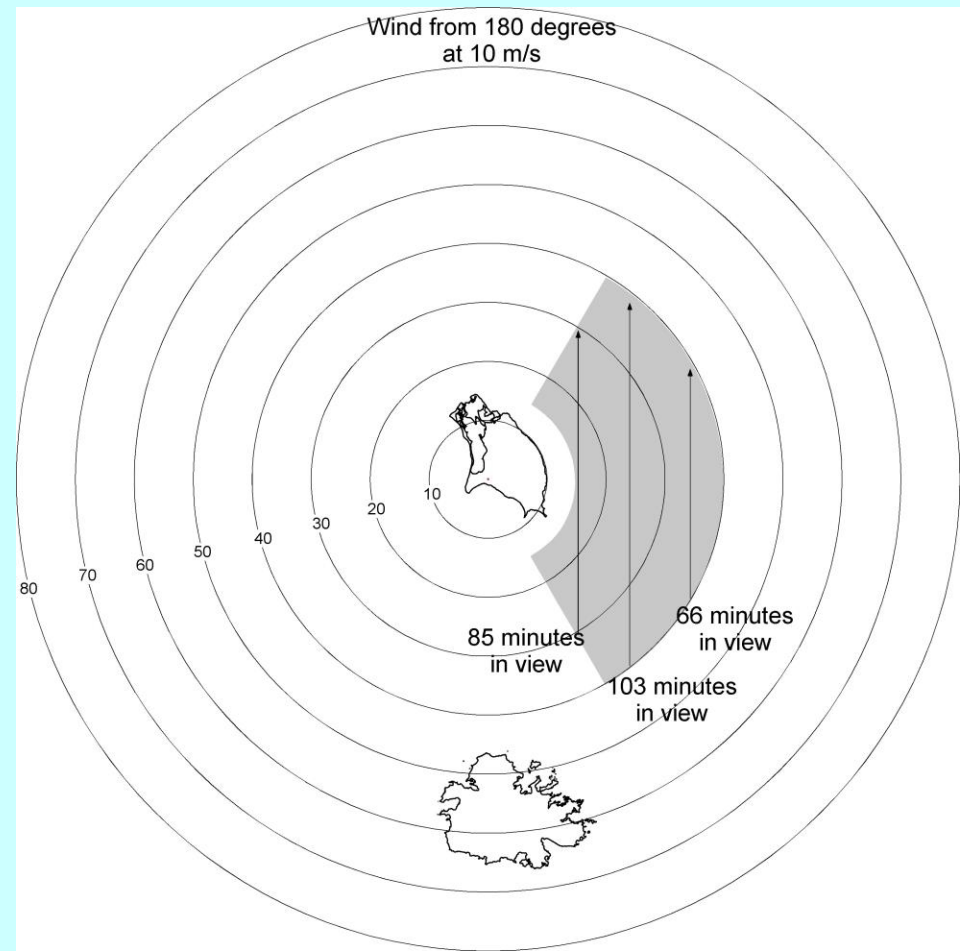 Wind from 180 degrees
at 10 m/s
10
20
30
40
50
60
70
80
85 minutes
in view
66 minutes
in view
103 minutes
in view